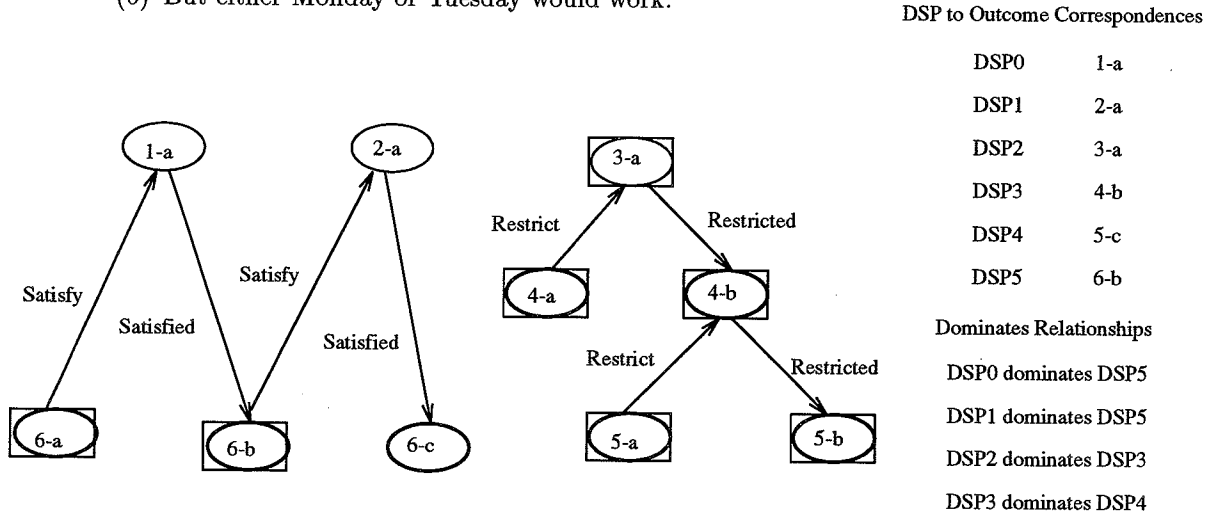 (6) But either Monday or Tuesday would work.
DSP to Outcome Correspondences
DSP0 1-a
DSP1 2-a
DSP2 3-a
DSP3 4-b
DSP4 5-c
DSP5 6-b
Dominates Relationships
DSP0 dominates DSP5
DSP1 dominates DSP5
DSP2 dominates DSP3
DSP3 dominates DSP4
1-a
2-a
3-a
Restrict
Restricted
Satisfy
Satisfy
4-a
4-b
Satisfied
Satisfied
Restrict
Restricted
6-a
6-b
6-c
5-a
5-b